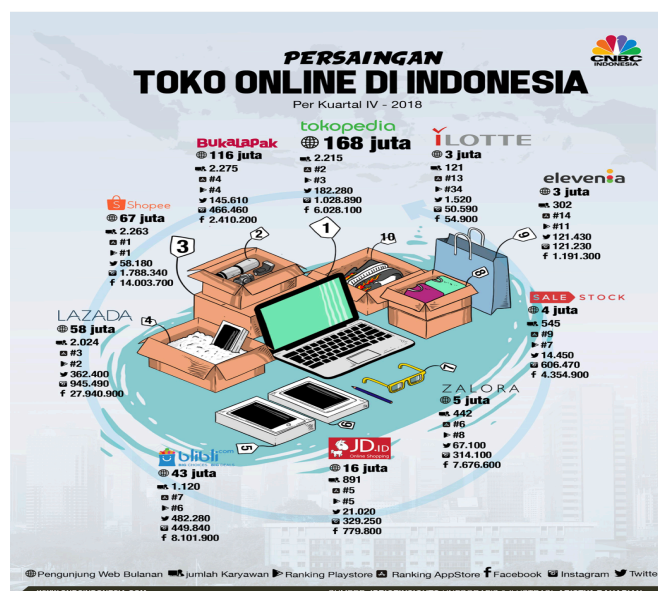 PERSAINGAN
TOKO ONLINE DI INDONESIA
Per Kuartal IV - 2018
CNBC
INDONESIA
tokopedia
168 juta
2.215
#2
#3
182.280
1.028.890
6.028.100
BukaLapak
116 juta
2.275
#4
#4
145.610
466.460
2.410.200
Shopee
67 juta
2.263
#1
#1
58.180
1.788.340
14.003.700
LAZADA
58 juta
2.024
#3
#2
362.400
945.490
27.940.900
blibli.com
43 juta
1.120
#7
#6
482.280
449.840
8.101.900
JD.ID
Online Shopping
16 juta
891
#5
#5
21.020
329.250
779.800
ZALORA
5 juta
442
#6
#8
67.100
314.100
7.676.600
SALE STOCK
4 juta
545
#9
#7
14.450
606.470
4.354.900
elevenia
3 juta
302
#14
#11
121.430
121.230
1.191.300
iLOTTE
3 juta
121
#13
#34
1.520
50.590
54.900
1
2
3
4
5
6
7
8
9
10
Pengunjung Web Bulanan jumlah Karyawan Ranking Playstore Ranking AppStore Facebook Instagram Twitte